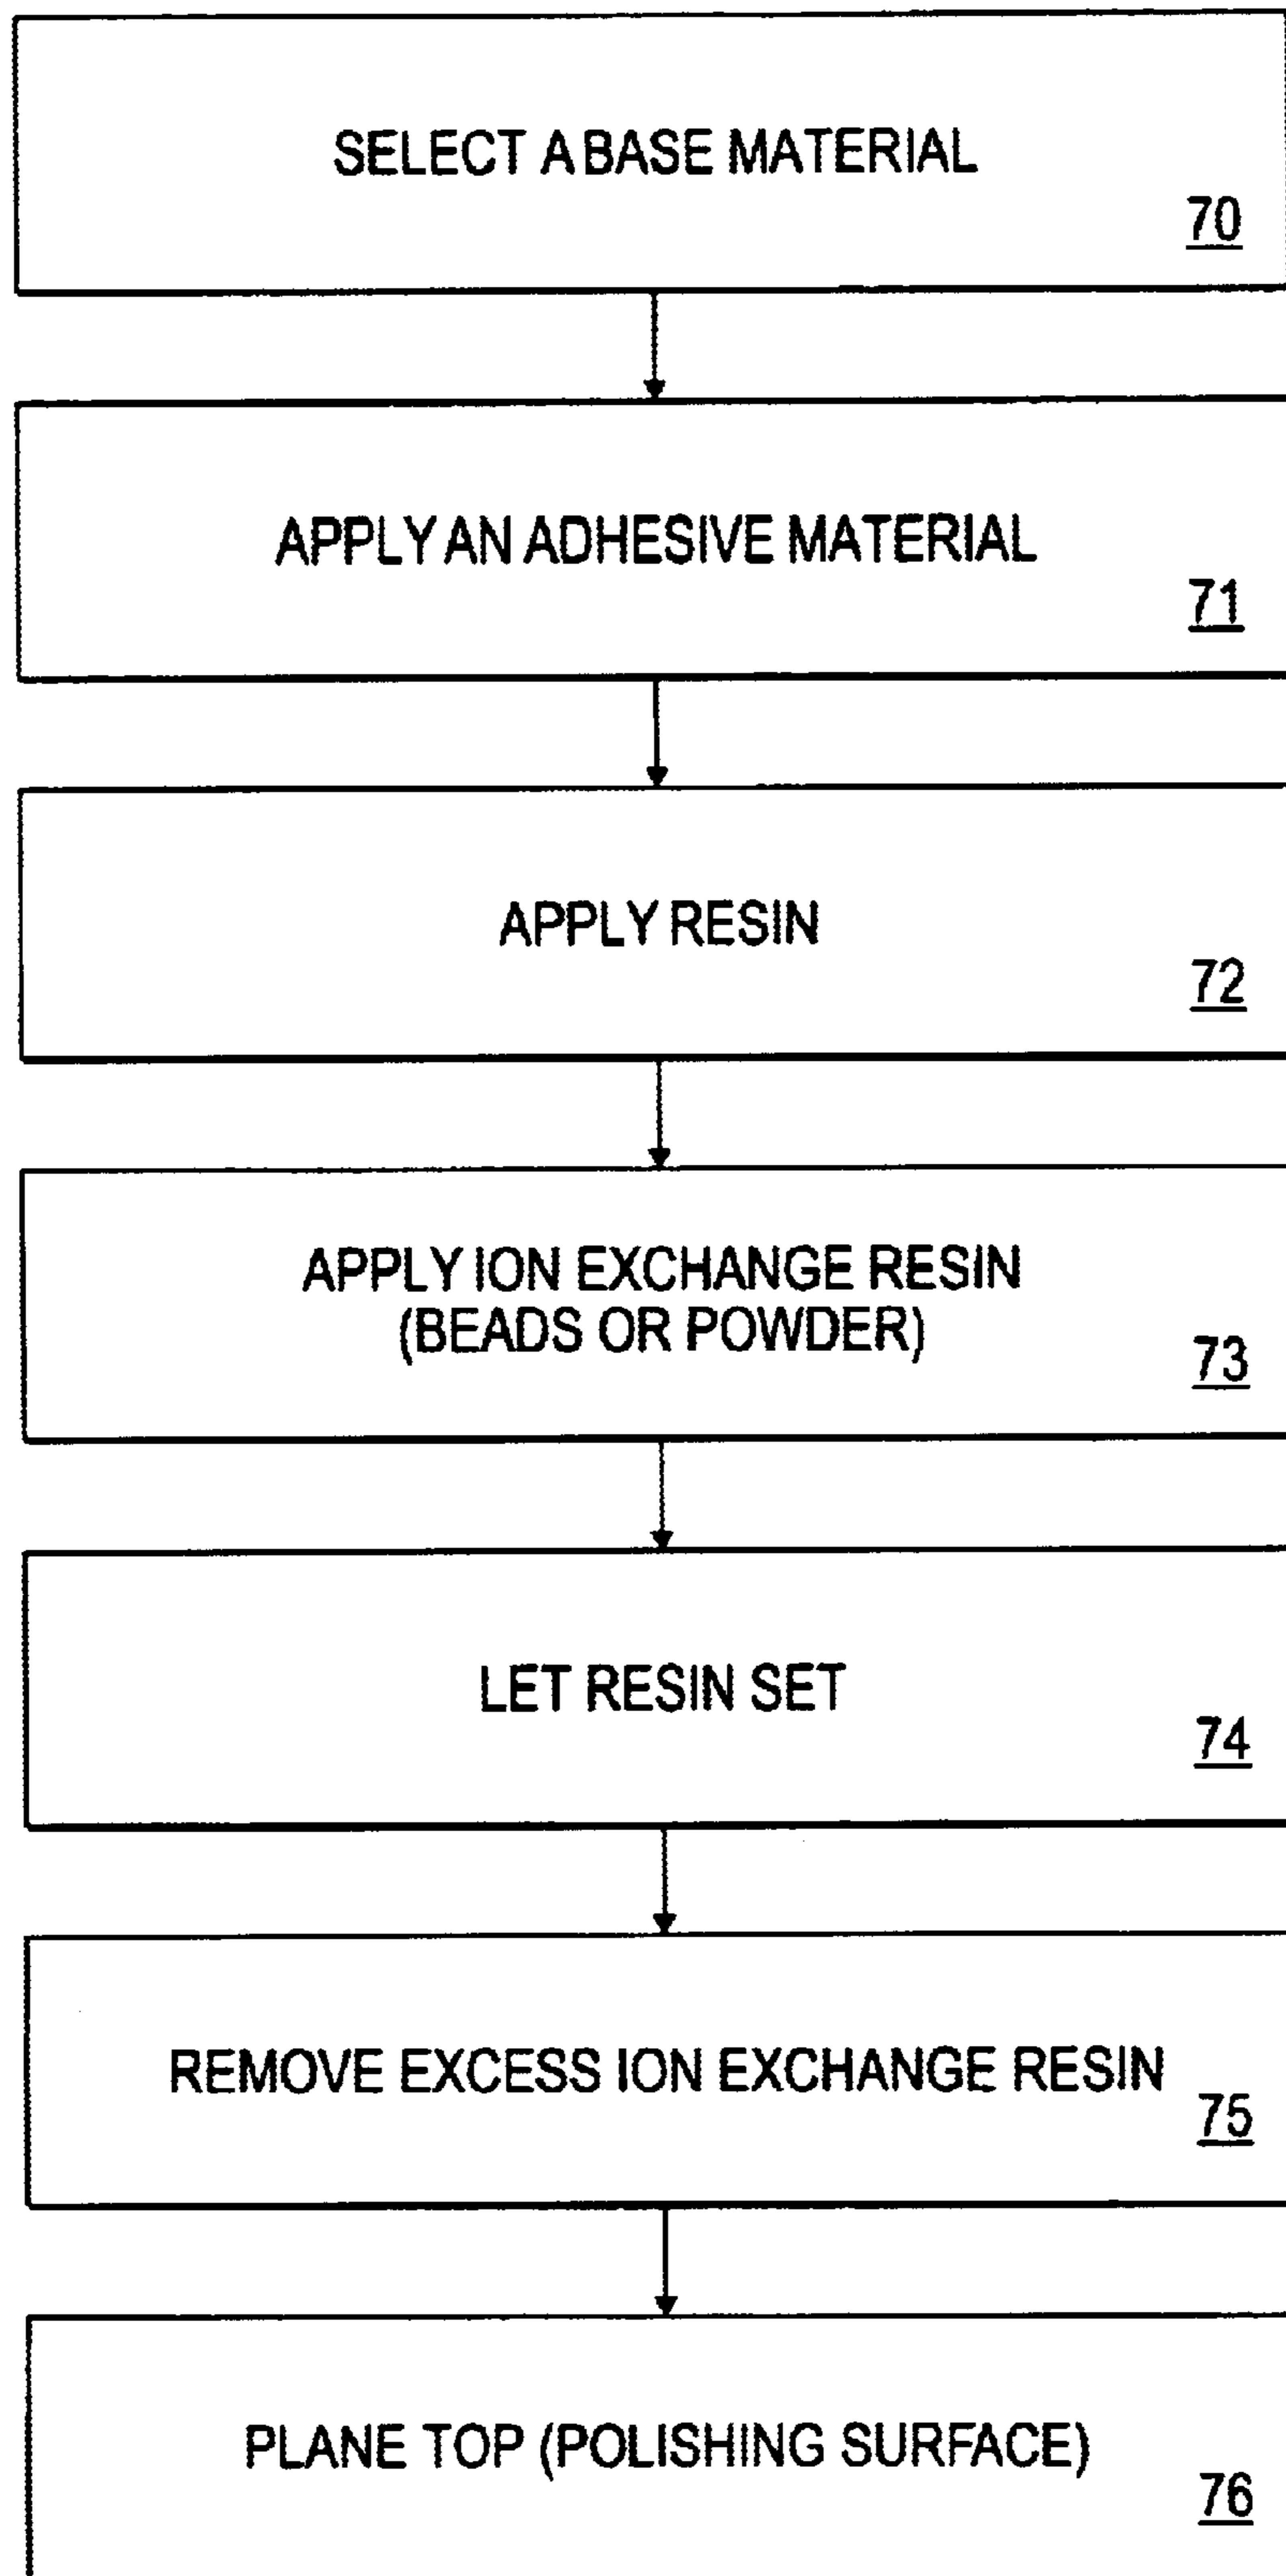 SELECT A BASE MATERIAL
70
APPLY AN ADHESIVE MATERIAL
71
APPLY RESIN
72
APPLY ION EXCHANGE RESIN
(BEADS OR POWDER)
73
LET RESIN SET
74
REMOVE EXCESS ION EXCHANGE RESIN
75
PLANE TOP (POLISHING SURFACE)
76